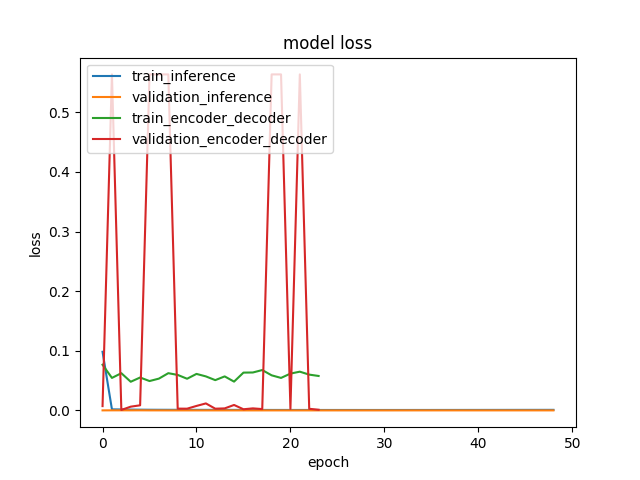 model loss
train_inference
validation_inference
train_encoder_decoder
validation_encoder_decoder
0.5
0.4
0.3
0.2
0.1
0.0
loss
0
10
20
30
40
50
epoch